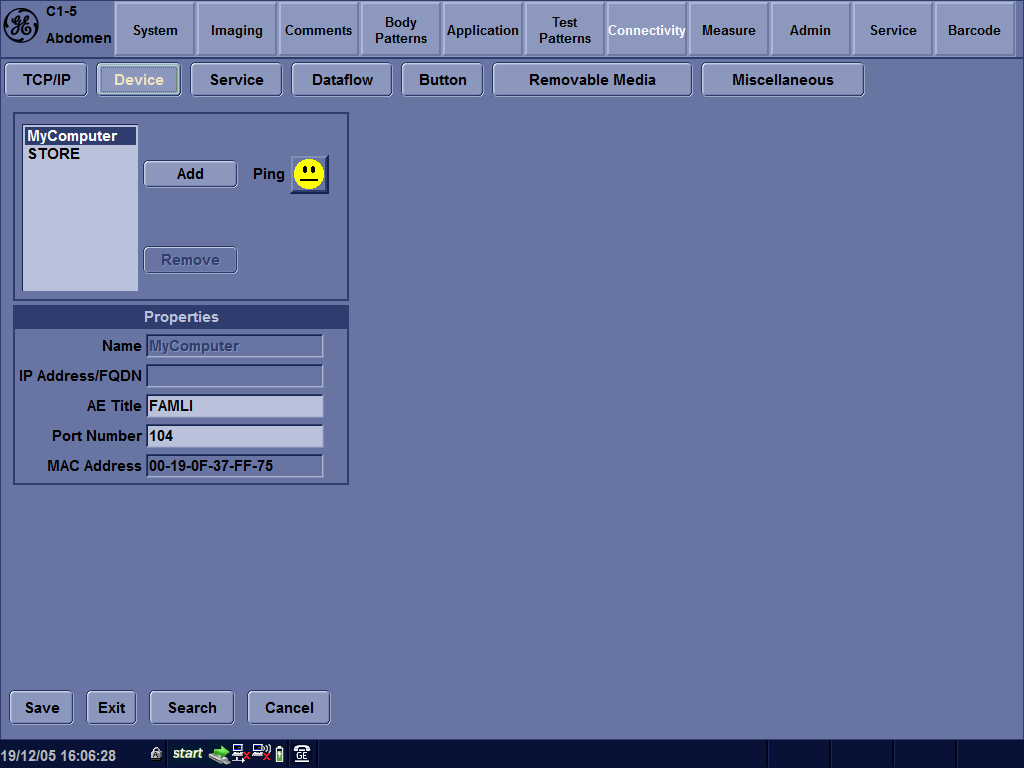 C1-5
Abdomen
System
Imaging
Comments
Body
Patterns
Application
Test
Patterns
Connectivity
Measure
Admin
Service
Barcode
TCP/IP
Device
Service
Dataflow
Button
Removable Media
Miscellaneous
MyComputer
STORE
Add
Ping
Remove
Properties
Name MyComputer
IP Address/FQDN
AE Title FAMLI
Port Number 104
MAC Address 00-19-0F-37-FF-75
Save
Exit
Search
Cancel
19/12/05 16:06:28
start
GE